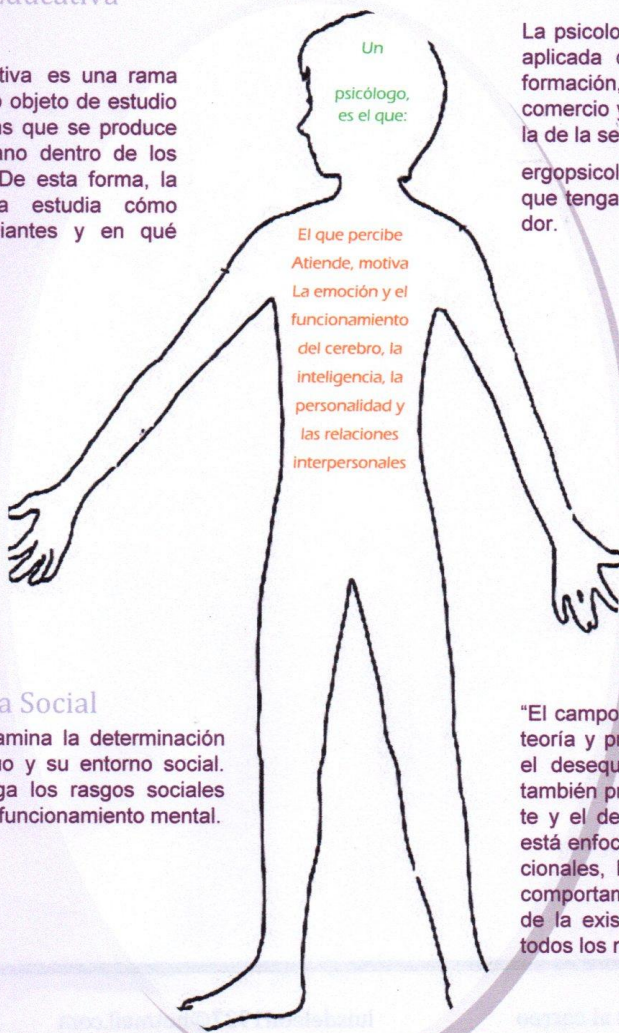 Educativa
tiva es una rama
o objeto de estudio
as que se produce
ano dentro de los
De esta forma, la
a estudia cómo
iantes y en qué
Un
psicólogo,
es el que:
El que percibe
Atiende, motiva
La emoción y el
funcionamiento
del cerebro, la
inteligencia, la
personalidad y
las relaciones
interpersonales
La psicolo
aplicada
formación,
comercio y
la de la se
ergopsicol
que tenga
dor.
a Social
amina la determinación
uo y su entorno social.
ga los rasgos sociales
funcionamiento mental.
"El campo
teoría y pr
el desequ
también pr
te y el de
está enfoc
cionales, l
comportan
de la exis
todos los r